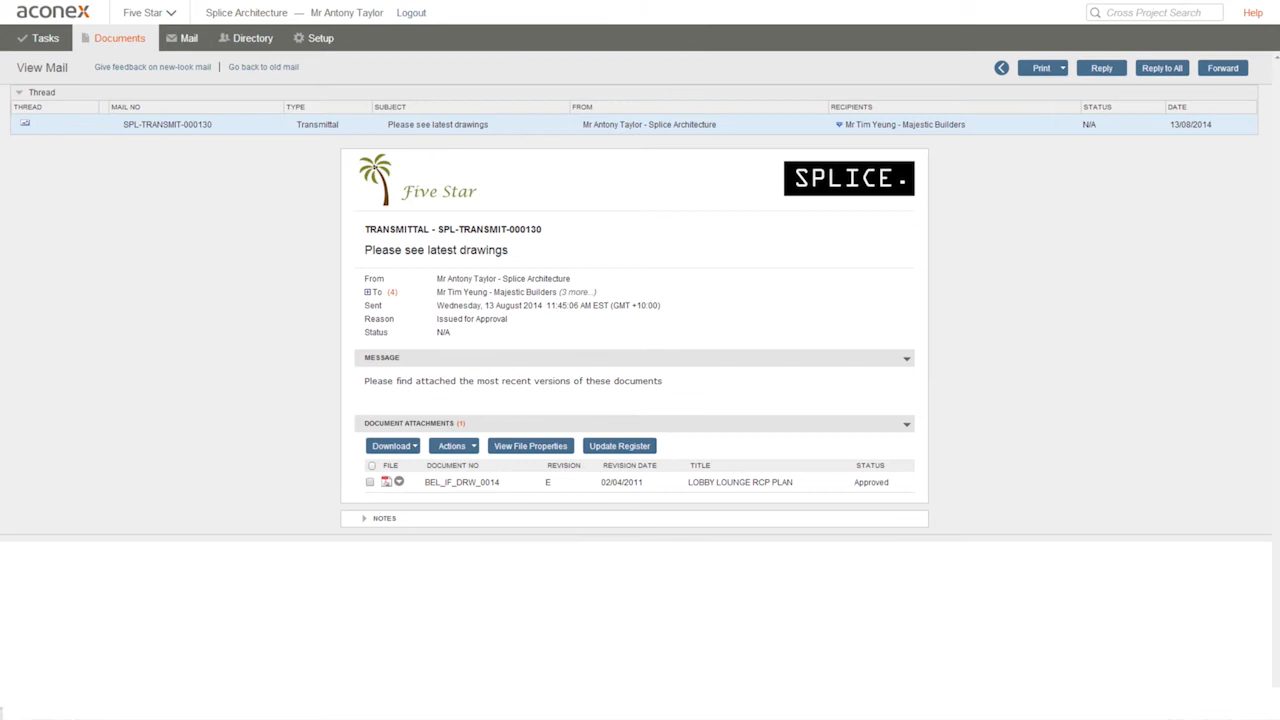 aconex Five Star Splice Architecture — Mr Antony Taylor Logout Cross Project Search Help
Tasks Documents Mail Directory Setup
View Mail Give feedback on new-look mail | Go back to old mail Print Reply Reply to All Forward
Thread
THREAD MAIL NO TYPE SUBJECT FROM RECIPIENTS STATUS DATE
SPL-TRANSMIT-000130 Transmittal Please see latest drawings Mr Antony Taylor - Splice Architecture Mr Tim Yeung - Majestic Builders N/A 13/08/2014
Five Star SPLICE.
TRANSMITTAL - SPL-TRANSMIT-000130
Please see latest drawings
From Mr Antony Taylor - Splice Architecture
To (4) Mr Tim Yeung - Majestic Builders (3 more...)
Sent Wednesday, 13 August 2014 11:45:06 AM EST (GMT +10:00)
Reason Issued for Approval
Status N/A
MESSAGE
Please find attached the most recent versions of these documents
DOCUMENT ATTACHMENTS (1)
Download Actions View File Properties Update Register
FILE DOCUMENT NO REVISION REVISION DATE TITLE STATUS
BEL_IF_DRW_0014 E 02/04/2011 LOBBY LOUNGE RCP PLAN Approved
NOTES